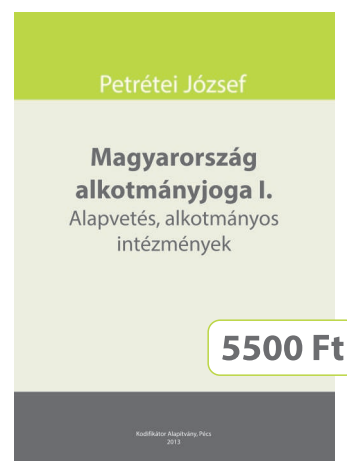 Petrétei József
Magyarország
alkotmányjoga I.
Alapvetés, alkotmányos
intézmények
5500 Ft
Kodifikátor Alapítvány, Pécs
2013